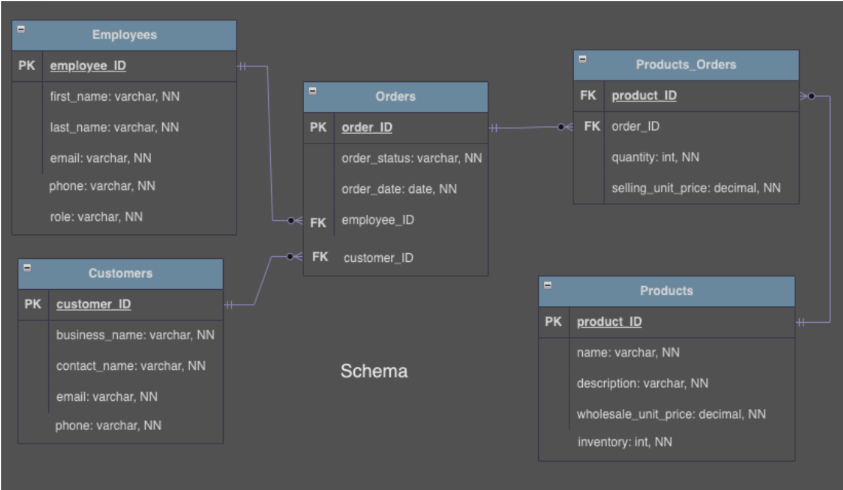 Employees
PK employee_ID
first_name: varchar, NN
last_name: varchar, NN
email: varchar, NN
phone: varchar, NN
role: varchar, NN
Customers
PK customer_ID
business_name: varchar, NN
contact_name: varchar, NN
email: varchar, NN
phone: varchar, NN
Orders
PK order_ID
order_status: varchar, NN
order_date: date, NN
FK employee_ID
FK customer_ID
Schema
Products_Orders
FK product_ID
FK order_ID
quantity: int, NN
selling_unit_price: decimal, NN
Products
PK product_ID
name: varchar, NN
description: varchar, NN
wholesale_unit_price: decimal, NN
inventory: int, NN